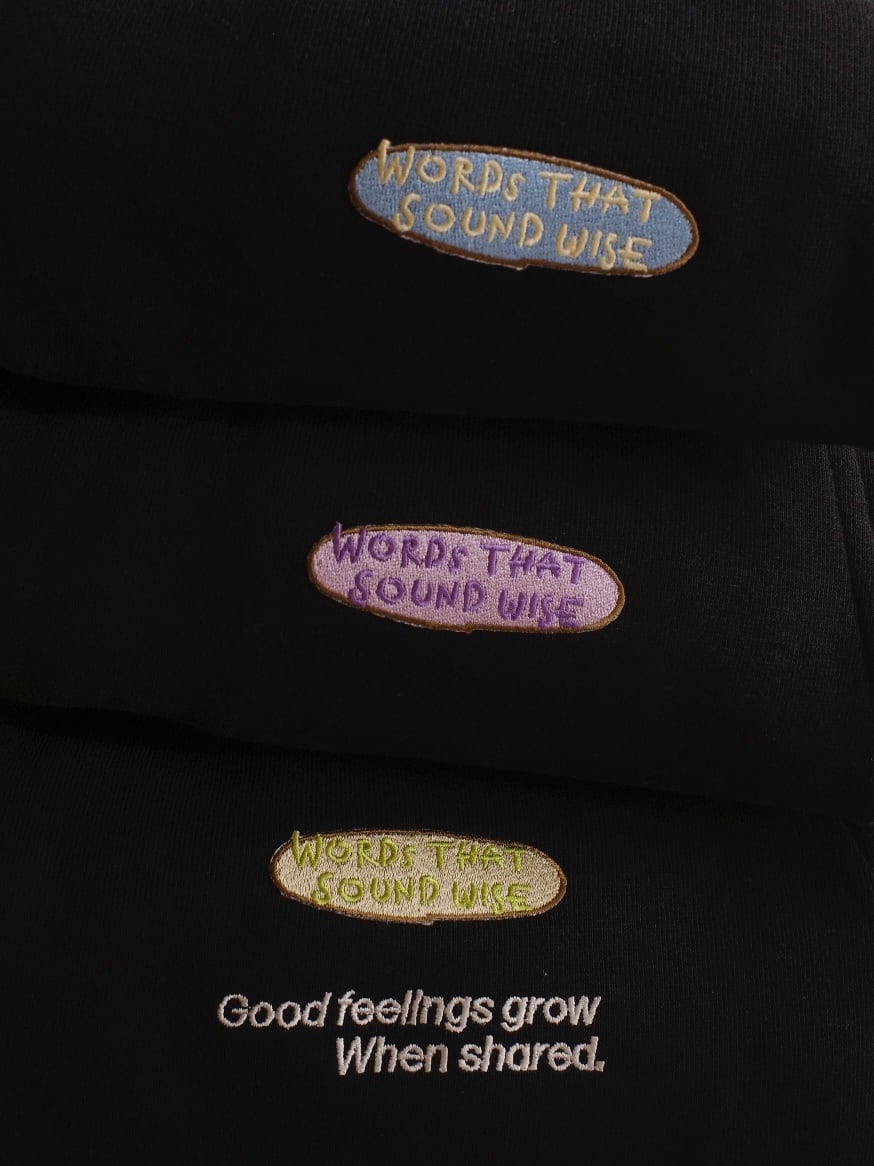 WORDS THAT
SOUND WISE
WORDS THAT
SOUND WISE
WORDS THAT
SOUND WISE
Good feelings grow
When shared.